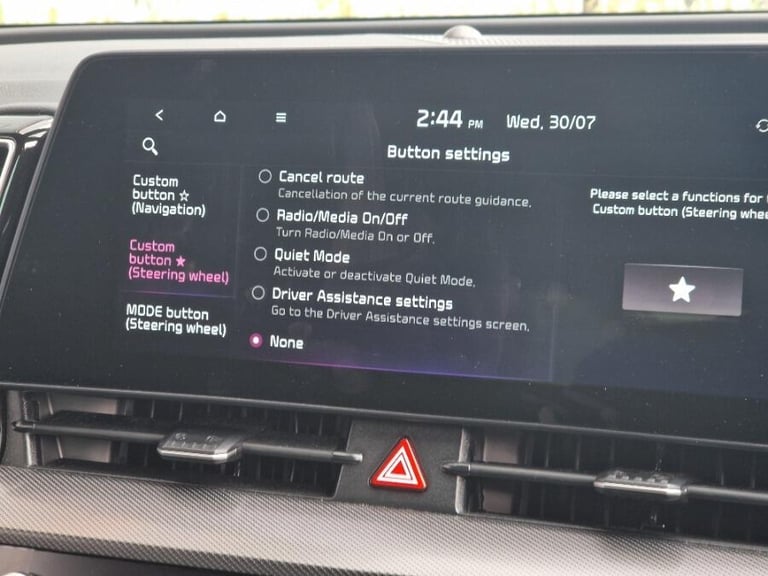 2:44 PM Wed, 30/07
Button settings
Custom
button ☆
(Navigation)
Custom
button ★
(Steering wheel)
MODE button
(Steering wheel)
Cancel route
Cancellation of the current route guidance.
Radio/Media On/Off
Turn Radio/Media On or Off.
Quiet Mode
Activate or deactivate Quiet Mode.
Driver Assistance settings
Go to the Driver Assistance settings screen.
None
Please select a functions for
Custom button (Steering whee